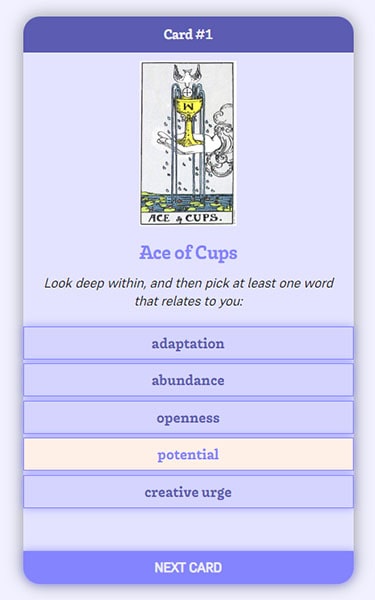 Card #1
W
ACE of CUPS.
Ace of Cups
Look deep within, and then pick at least one word
that relates to you:
adaptation
abundance
openness
potential
creative urge
NEXT CARD